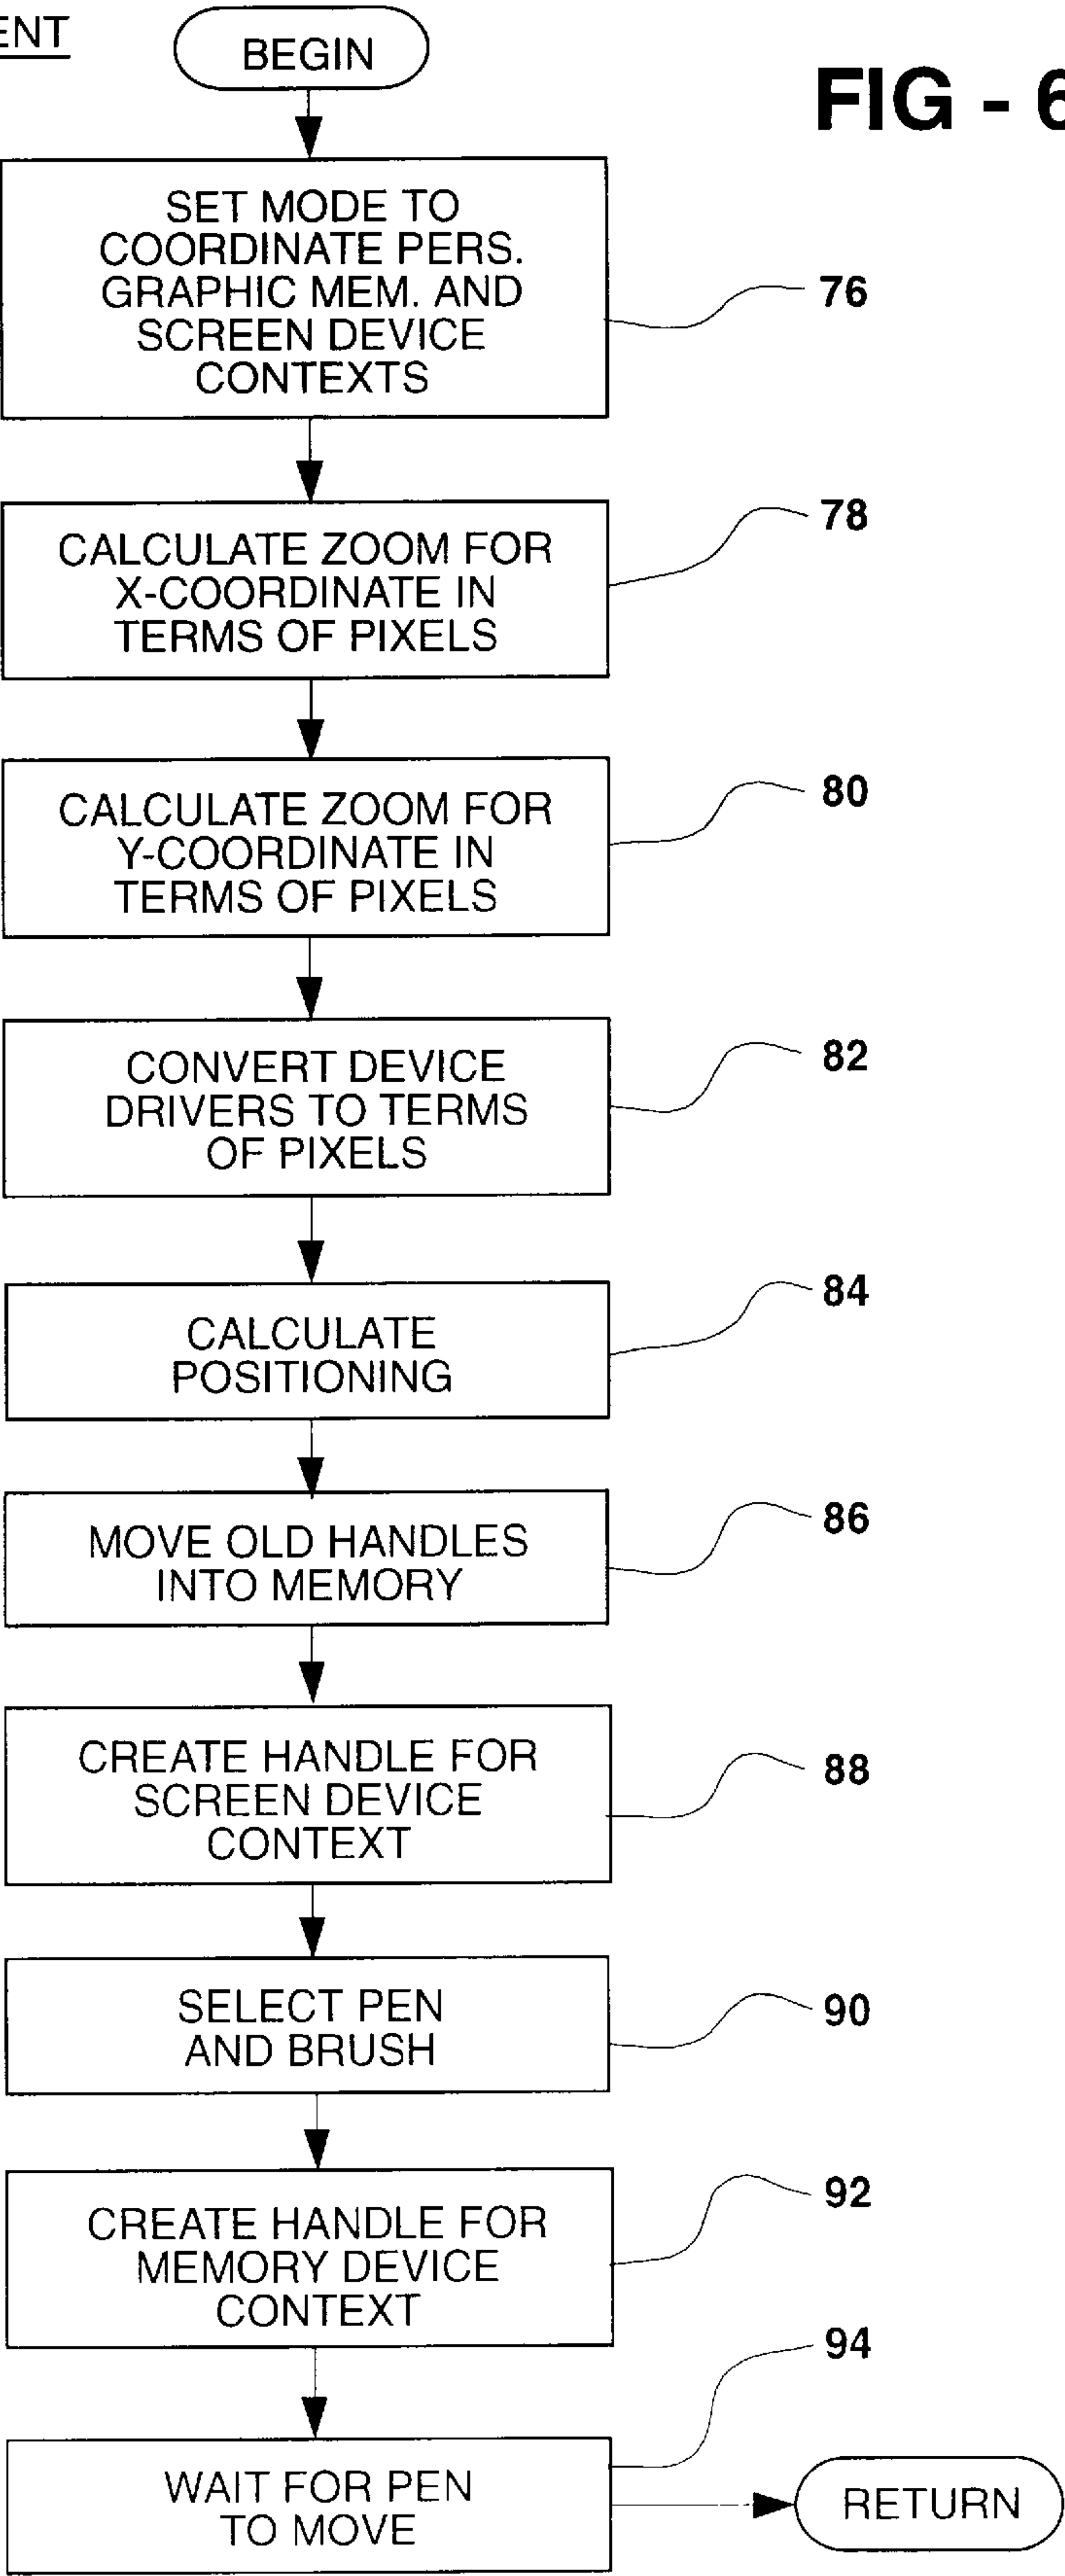 BEGIN
FIG - 6
SET MODE TO
COORDINATE PERS.
GRAPHIC MEM. AND
SCREEN DEVICE
CONTEXTS
76
CALCULATE ZOOM FOR
X-COORDINATE IN
TERMS OF PIXELS
78
CALCULATE ZOOM FOR
Y-COORDINATE IN
TERMS OF PIXELS
80
CONVERT DEVICE
DRIVERS TO TERMS
OF PIXELS
82
CALCULATE
POSITIONING
84
MOVE OLD HANDLES
INTO MEMORY
86
CREATE HANDLE FOR
SCREEN DEVICE
CONTEXT
88
SELECT PEN
AND BRUSH
90
CREATE HANDLE FOR
MEMORY DEVICE
CONTEXT
92
WAIT FOR PEN
TO MOVE
94
RETURN